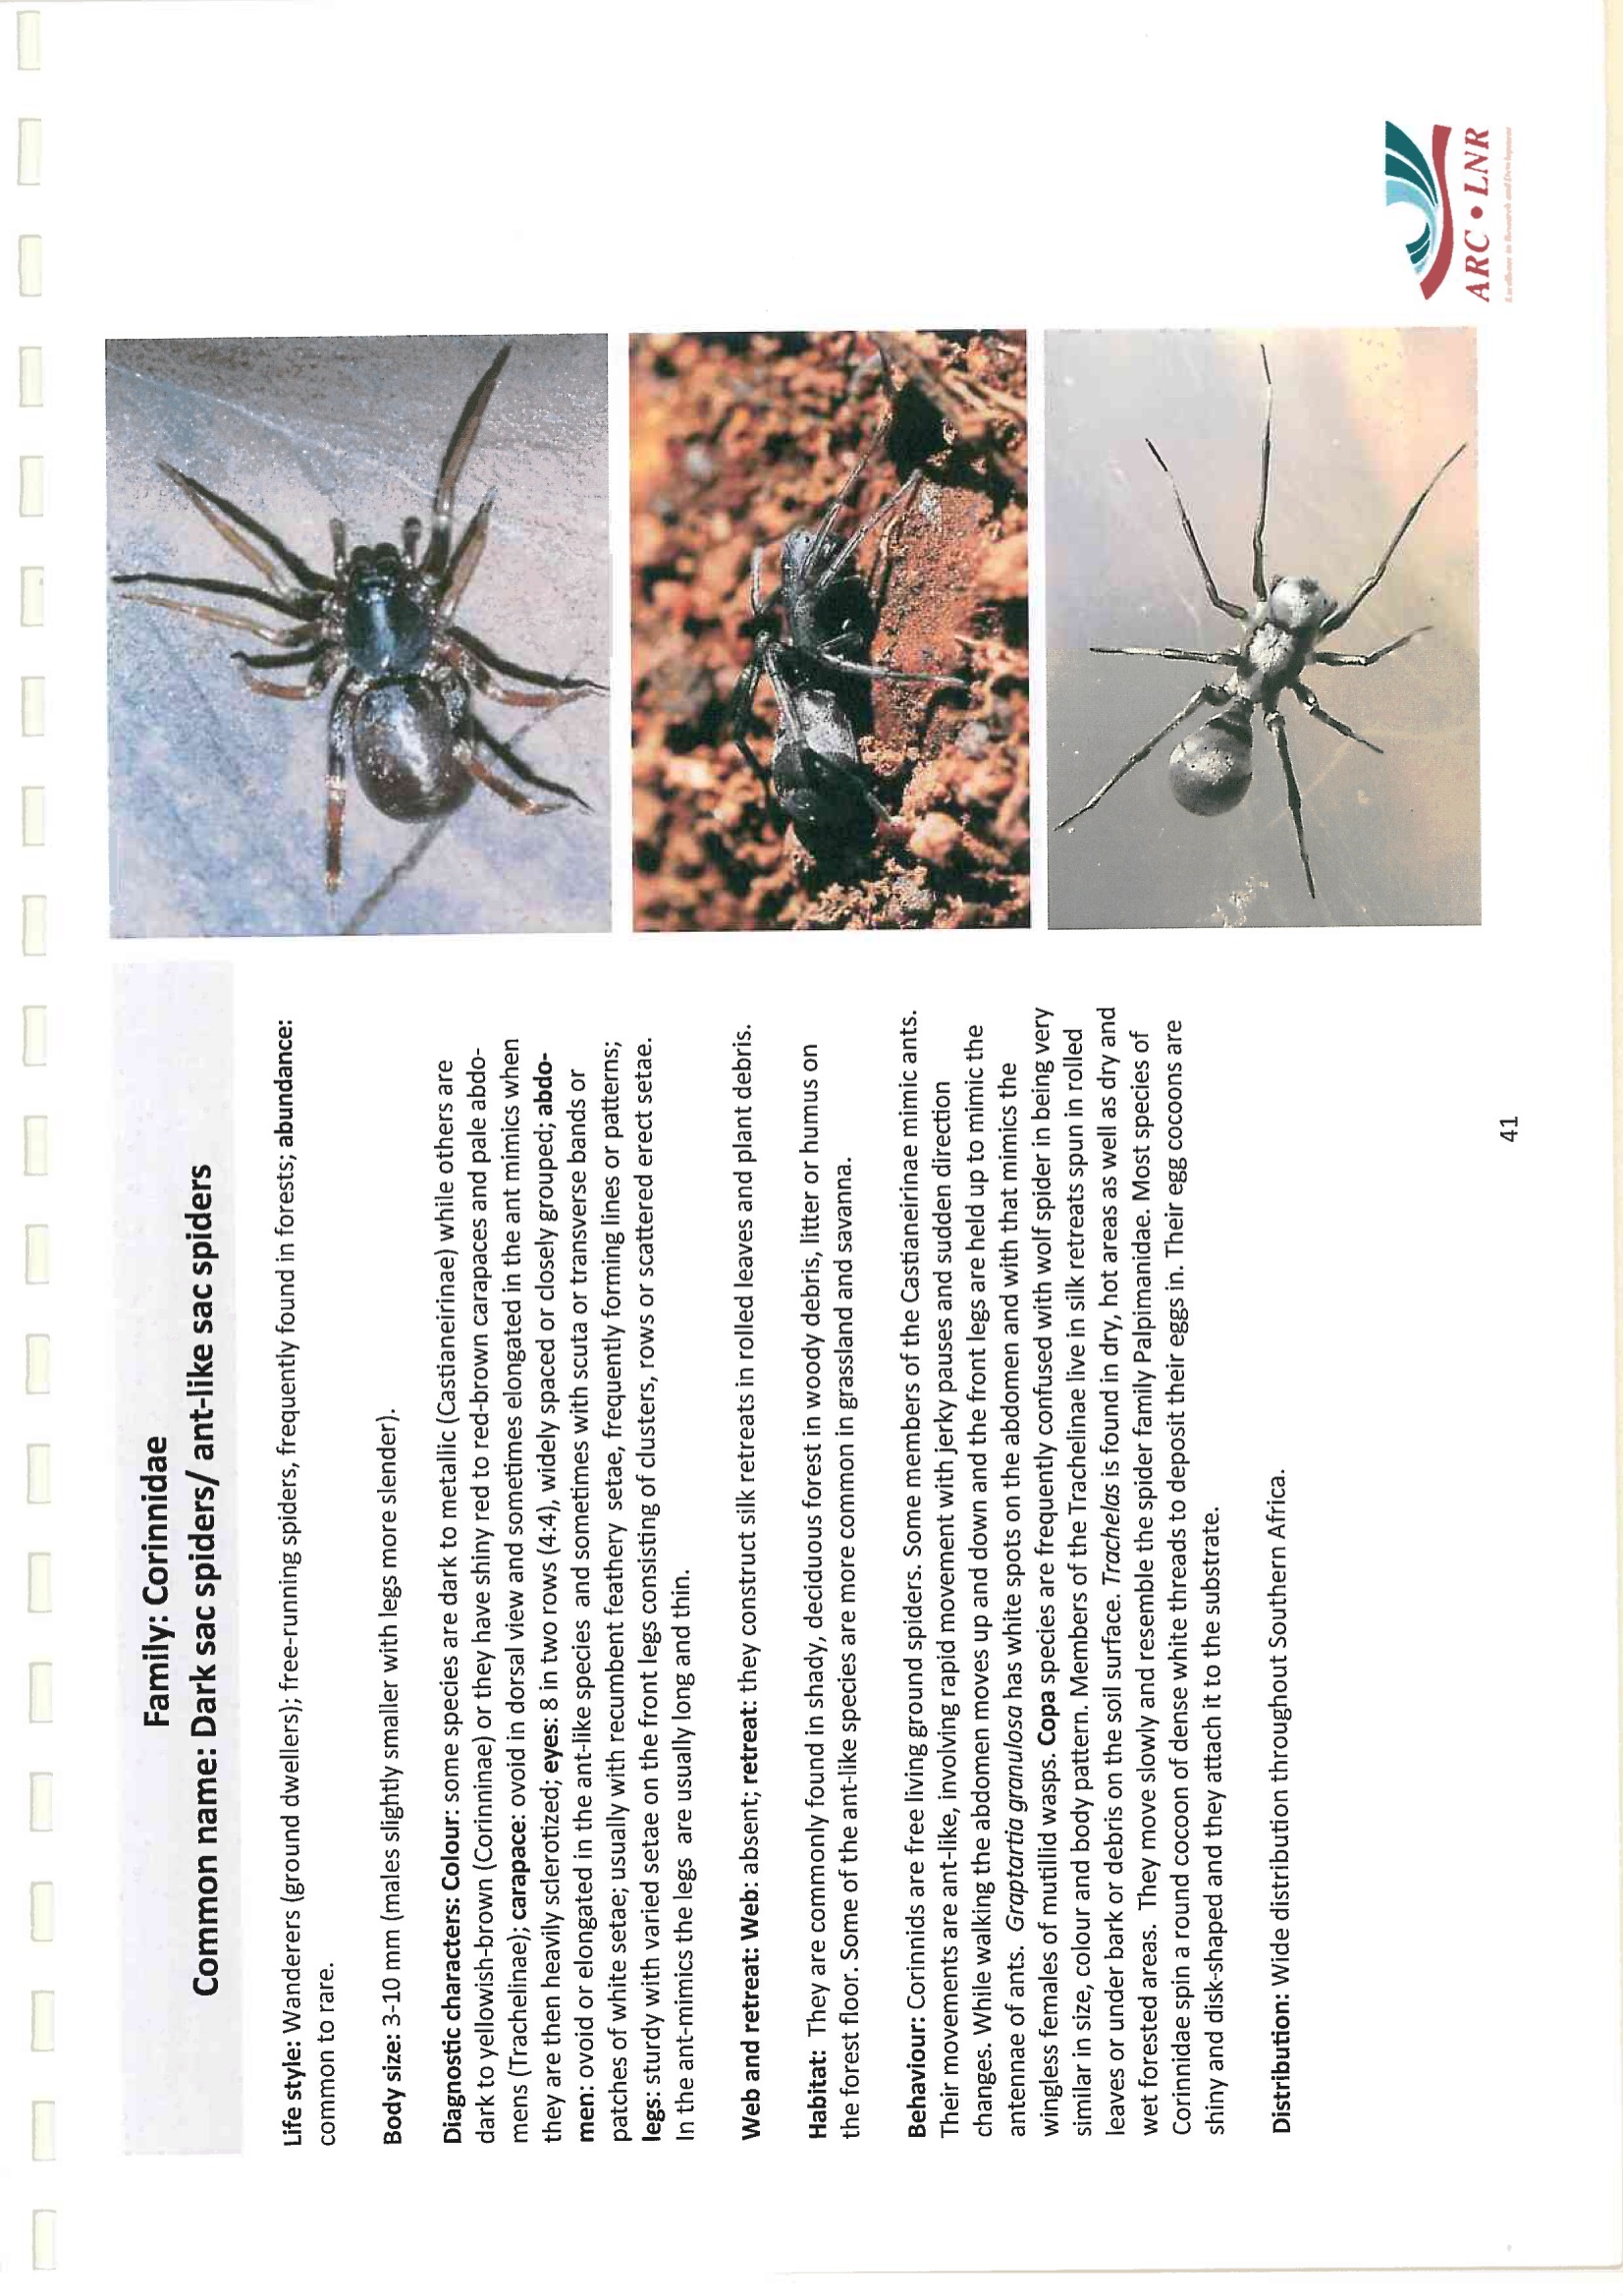 Family: Corinnidae
Common name: Dark sac spiders/ ant-like sac spiders
Life style: Wanderers (ground dwellers); free-running spiders, frequently found in forests; abundance:
common to rare.
Body size: 3-10 mm (males slightly smaller with legs more slender).
Diagnostic characters: Colour: some species are dark to metallic (Castianeirinae) while others are
dark to yellowish-brown (Corinninae) or they have shiny red to red-brown carapaces and pale abdo-
mens (Trachelinae); carapace: ovoid in dorsal view and sometimes elongated in the ant mimics when
they are then heavily sclerotized; eyes: 8 in two rows (4:4), widely spaced or closely grouped; abdo-
men: ovoid or elongated in the ant-like species and sometimes with scuta or transverse bands or
patches of white setae; usually with recumbent feathery setae, frequently forming lines or patterns;
legs: sturdy with varied setae on the front legs consisting of clusters, rows or scattered erect setae.
In the ant-mimics the legs are usually long and thin.
Web and retreat: Web: absent; retreat: they construct silk retreats in rolled leaves and plant debris.
Habitat: They are commonly found in shady, deciduous forest in woody debris, litter or humus on
the forest floor. Some of the ant-like species are more common in grassland and savanna.
Behaviour: Corinnids are free living ground spiders. Some members of the Castianeirinae mimic ants.
Their movements are ant-like, involving rapid movement with jerky pauses and sudden direction
changes. While walking the abdomen moves up and down and the front legs are held up to mimic the
antennae of ants. Graptartia granulosa has white spots on the abdomen and with that mimics the
wingless females of mutillid wasps. Copa species are frequently confused with wolf spider in being very
similar in size, colour and body pattern. Members of the Trachelinae live in silk retreats spun in rolled
leaves or under bark or debris on the soil surface. Trachelas is found in dry, hot areas as well as dry and
wet forested areas. They move slowly and resemble the spider family Palpimanidae. Most species of
Corinnidae spin a round cocoon of dense white threads to deposit their eggs in. Their egg cocoons are
shiny and disk-shaped and they attach it to the substrate.
Distribution: Wide distribution throughout Southern Africa.
41
ARC • LNR
Excellence in Research and Development